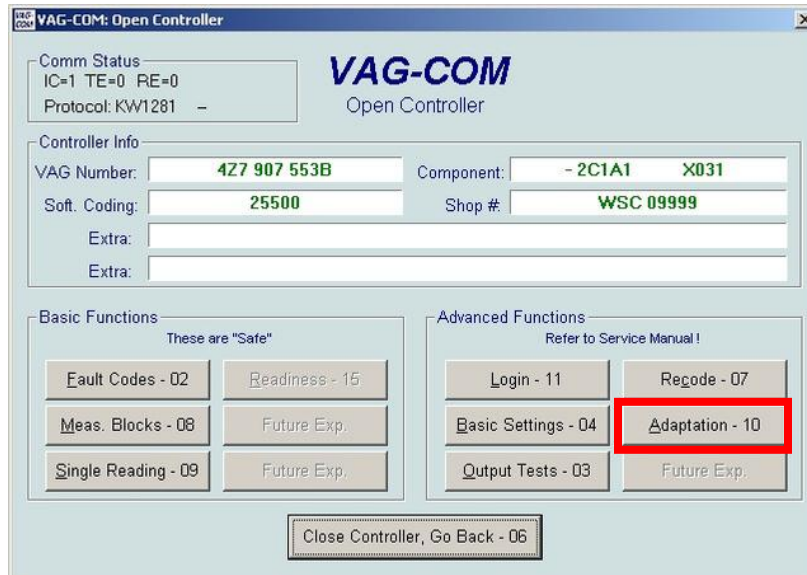 VAG-COM: Open Controller
Comm Status
IC=1 TE=0 RE=0
Protocol: KW1281 –
VAG-COM
Open Controller
Controller Info
VAG Number: 4Z7 907 553B Component: - 2C1A1 X031
Soft. Coding: 25500 Shop #: WSC 09999
Extra:
Extra:
Basic Functions
These are "Safe"
Fault Codes - 02 Readiness - 15
Meas. Blocks - 08 Future Exp.
Single Reading - 09 Future Exp.
Advanced Functions
Refer to Service Manual !
Login - 11 Recode - 07
Basic Settings - 04 Adaptation - 10
Output Tests - 03 Future Exp.
Close Controller, Go Back - 06